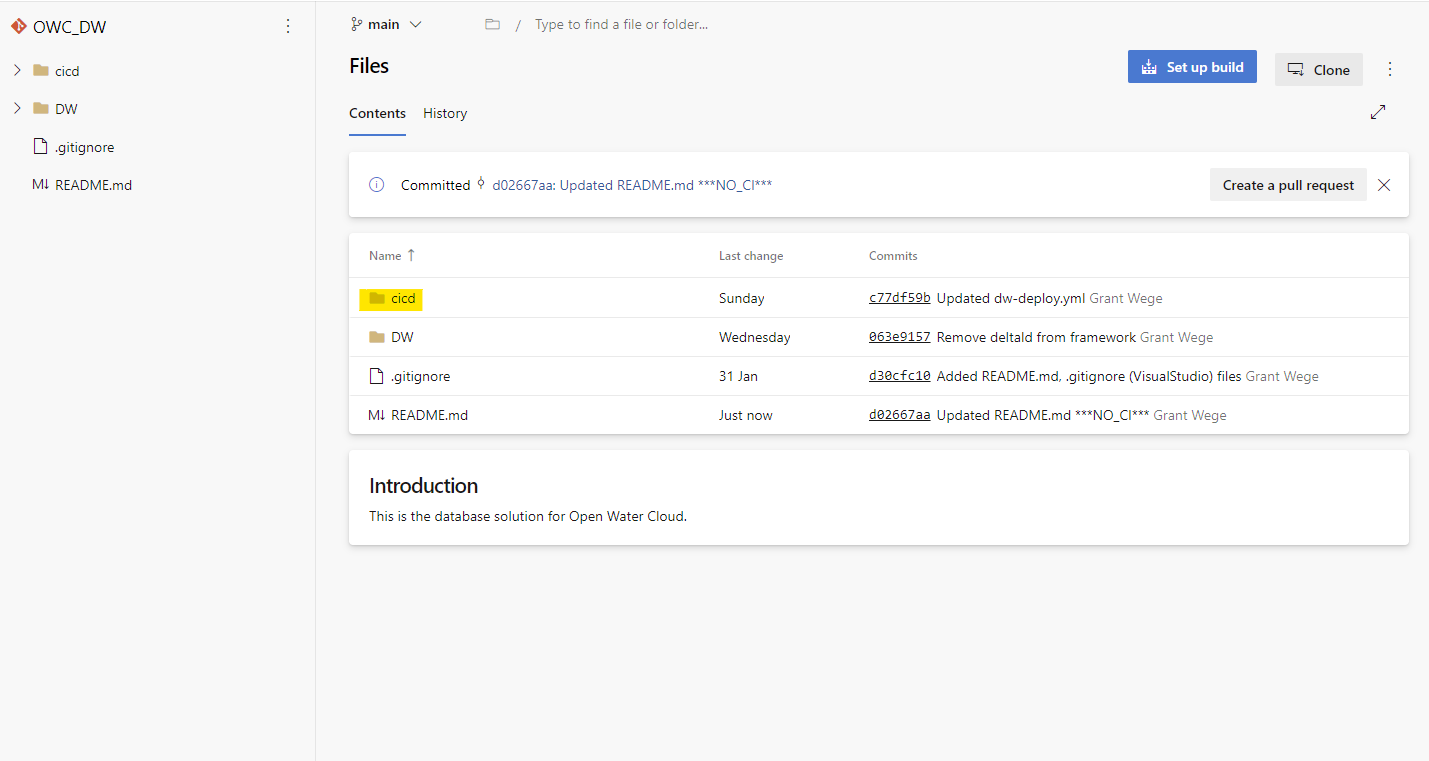 OWC_DW
cicd
DW
.gitignore
README.md
main
/ Type to find a file or folder...
Files
Set up build
Clone
Contents History
Committed d02667aa: Updated README.md ***NO_CI***
Create a pull request
Name ↑ Last change Commits
cicd Sunday c77df59b Updated dw-deploy.yml Grant Wege
DW Wednesday 063e9157 Remove deltaId from framework Grant Wege
.gitignore 31 Jan d30cfc10 Added README.md, .gitignore (VisualStudio) files Grant Wege
M↓ README.md Just now d02667aa Updated README.md ***NO_CI*** Grant Wege
Introduction
This is the database solution for Open Water Cloud.